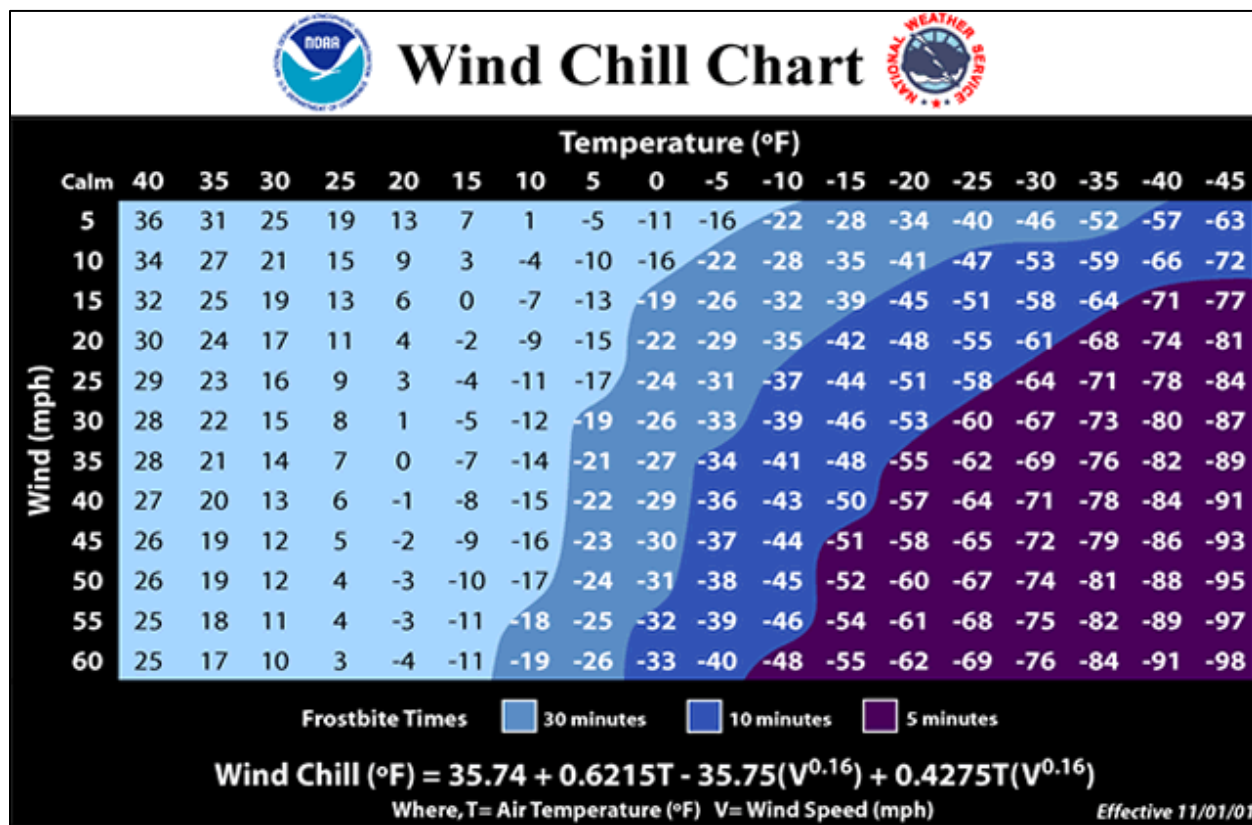 NATIONAL OCEANIC AND ATMOSPHERIC ADMINISTRATION
NOAA
U.S. DEPARTMENT OF COMMERCE
Wind Chill Chart
NATIONAL WEATHER SERVICE
Temperature (ºF)
Calm 40 35 30 25 20 15 10 5 0 -5 -10 -15 -20 -25 -30 -35 -40 -45
Wind (mph)
5 36 31 25 19 13 7 1 -5 -11 -16 -22 -28 -34 -40 -46 -52 -57 -63
10 34 27 21 15 9 3 -4 -10 -16 -22 -28 -35 -41 -47 -53 -59 -66 -72
15 32 25 19 13 6 0 -7 -13 -19 -26 -32 -39 -45 -51 -58 -64 -71 -77
20 30 24 17 11 4 -2 -9 -15 -22 -29 -35 -42 -48 -55 -61 -68 -74 -81
25 29 23 16 9 3 -4 -11 -17 -24 -31 -37 -44 -51 -58 -64 -71 -78 -84
30 28 22 15 8 1 -5 -12 -19 -26 -33 -39 -46 -53 -60 -67 -73 -80 -87
35 28 21 14 7 0 -7 -14 -21 -27 -34 -41 -48 -55 -62 -69 -76 -82 -89
40 27 20 13 6 -1 -8 -15 -22 -29 -36 -43 -50 -57 -64 -71 -78 -84 -91
45 26 19 12 5 -2 -9 -16 -23 -30 -37 -44 -51 -58 -65 -72 -79 -86 -93
50 26 19 12 4 -3 -10 -17 -24 -31 -38 -45 -52 -60 -67 -74 -81 -88 -95
55 25 18 11 4 -3 -11 -18 -25 -32 -39 -46 -54 -61 -68 -75 -82 -89 -97
60 25 17 10 3 -4 -11 -19 -26 -33 -40 -48 -55 -62 -69 -76 -84 -91 -98
Frostbite Times 30 minutes 10 minutes 5 minutes
Wind Chill (ºF) = 35.74 + 0.6215T - 35.75(V^0.16) + 0.4275T(V^0.16)
Where, T= Air Temperature (ºF) V= Wind Speed (mph) Effective 11/01/01